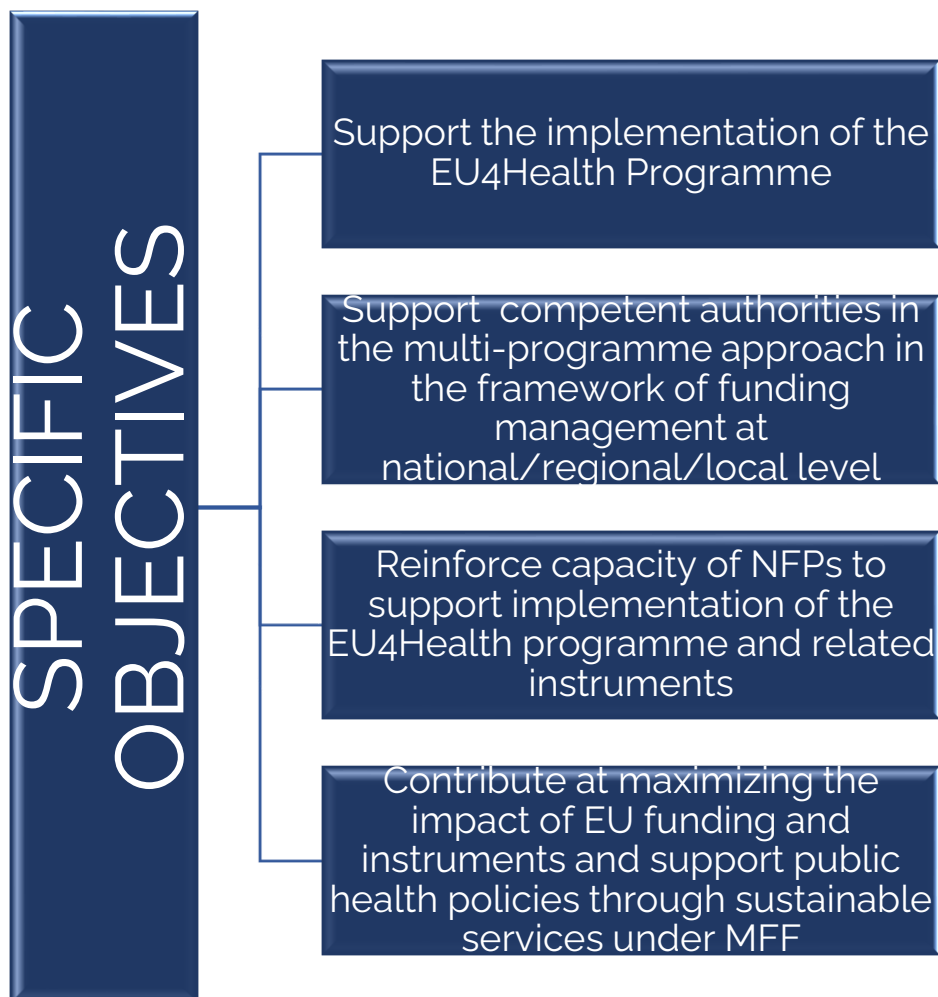 SPECIFIC
OBJECTIVES
Support the implementation of the
EU4Health Programme
Support competent authorities in
the multi-programme approach in
the framework of funding
management at
national/regional/local level
Reinforce capacity of NFPs to
support implementation of the
EU4Health programme and related
instruments
Contribute at maximizing the
impact of EU funding and
instruments and support public
health policies through sustainable
services under MFF